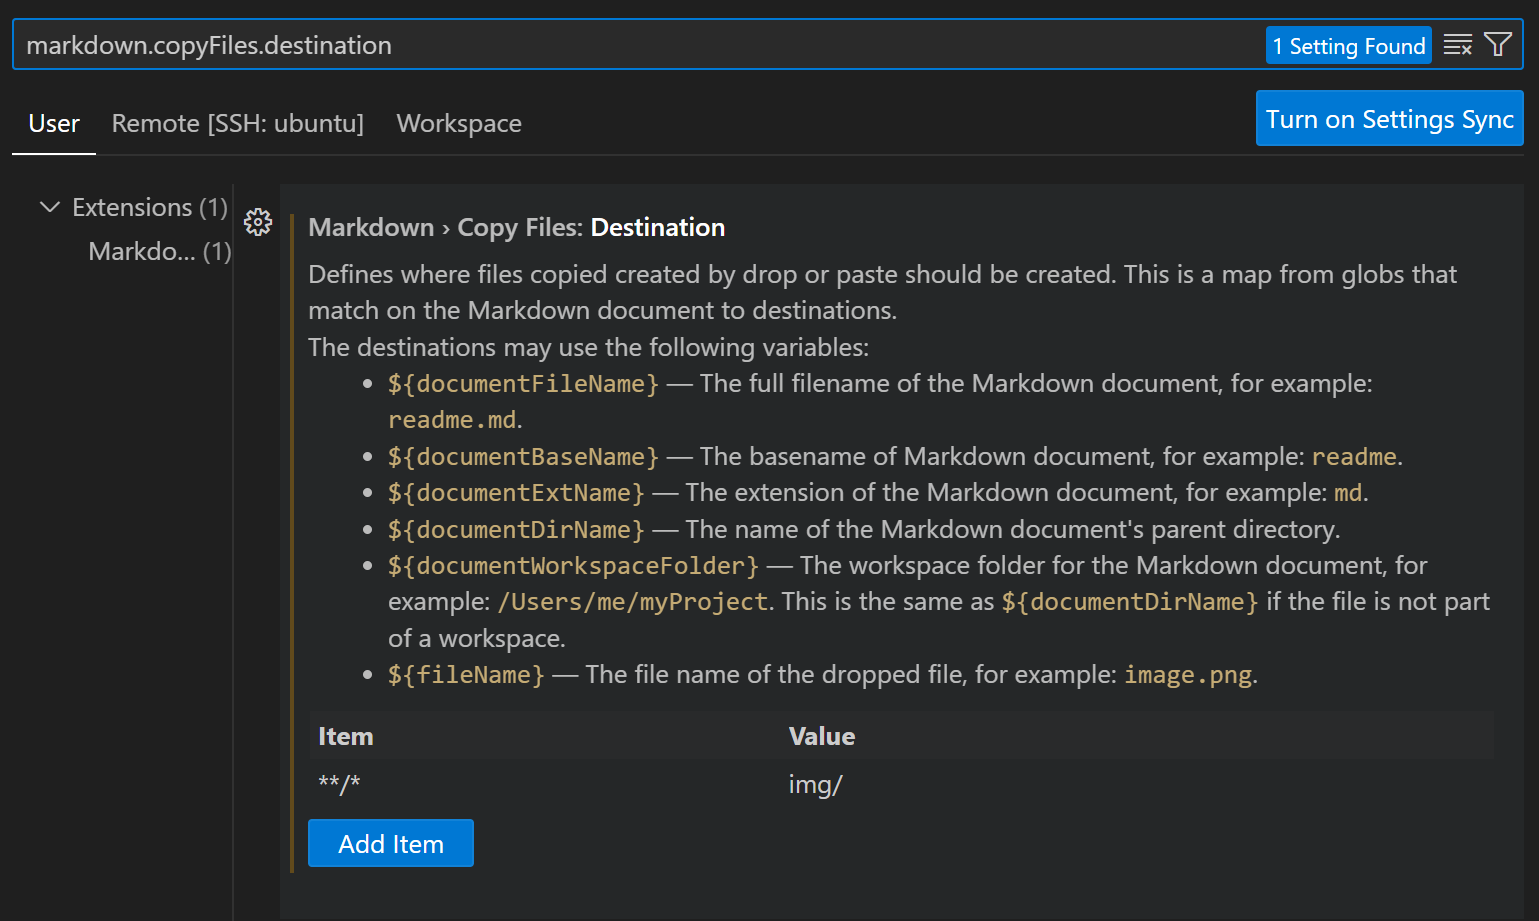 markdown.copyFiles.destination
1 Setting Found
User Remote [SSH: ubuntu] Workspace
Turn on Settings Sync
Extensions (1)
Markdo... (1)
Markdown › Copy Files: Destination
Defines where files copied created by drop or paste should be created. This is a map from globs that
match on the Markdown document to destinations.
The destinations may use the following variables:
• ${documentFileName} — The full filename of the Markdown document, for example:
readme.md.
• ${documentBaseName} — The basename of Markdown document, for example: readme.
• ${documentExtName} — The extension of the Markdown document, for example: md.
• ${documentDirName} — The name of the Markdown document's parent directory.
• ${documentWorkspaceFolder} — The workspace folder for the Markdown document, for
example: /Users/me/myProject. This is the same as ${documentDirName} if the file is not part
of a workspace.
• ${fileName} — The file name of the dropped file, for example: image.png.
Item Value
**/* img/
Add Item